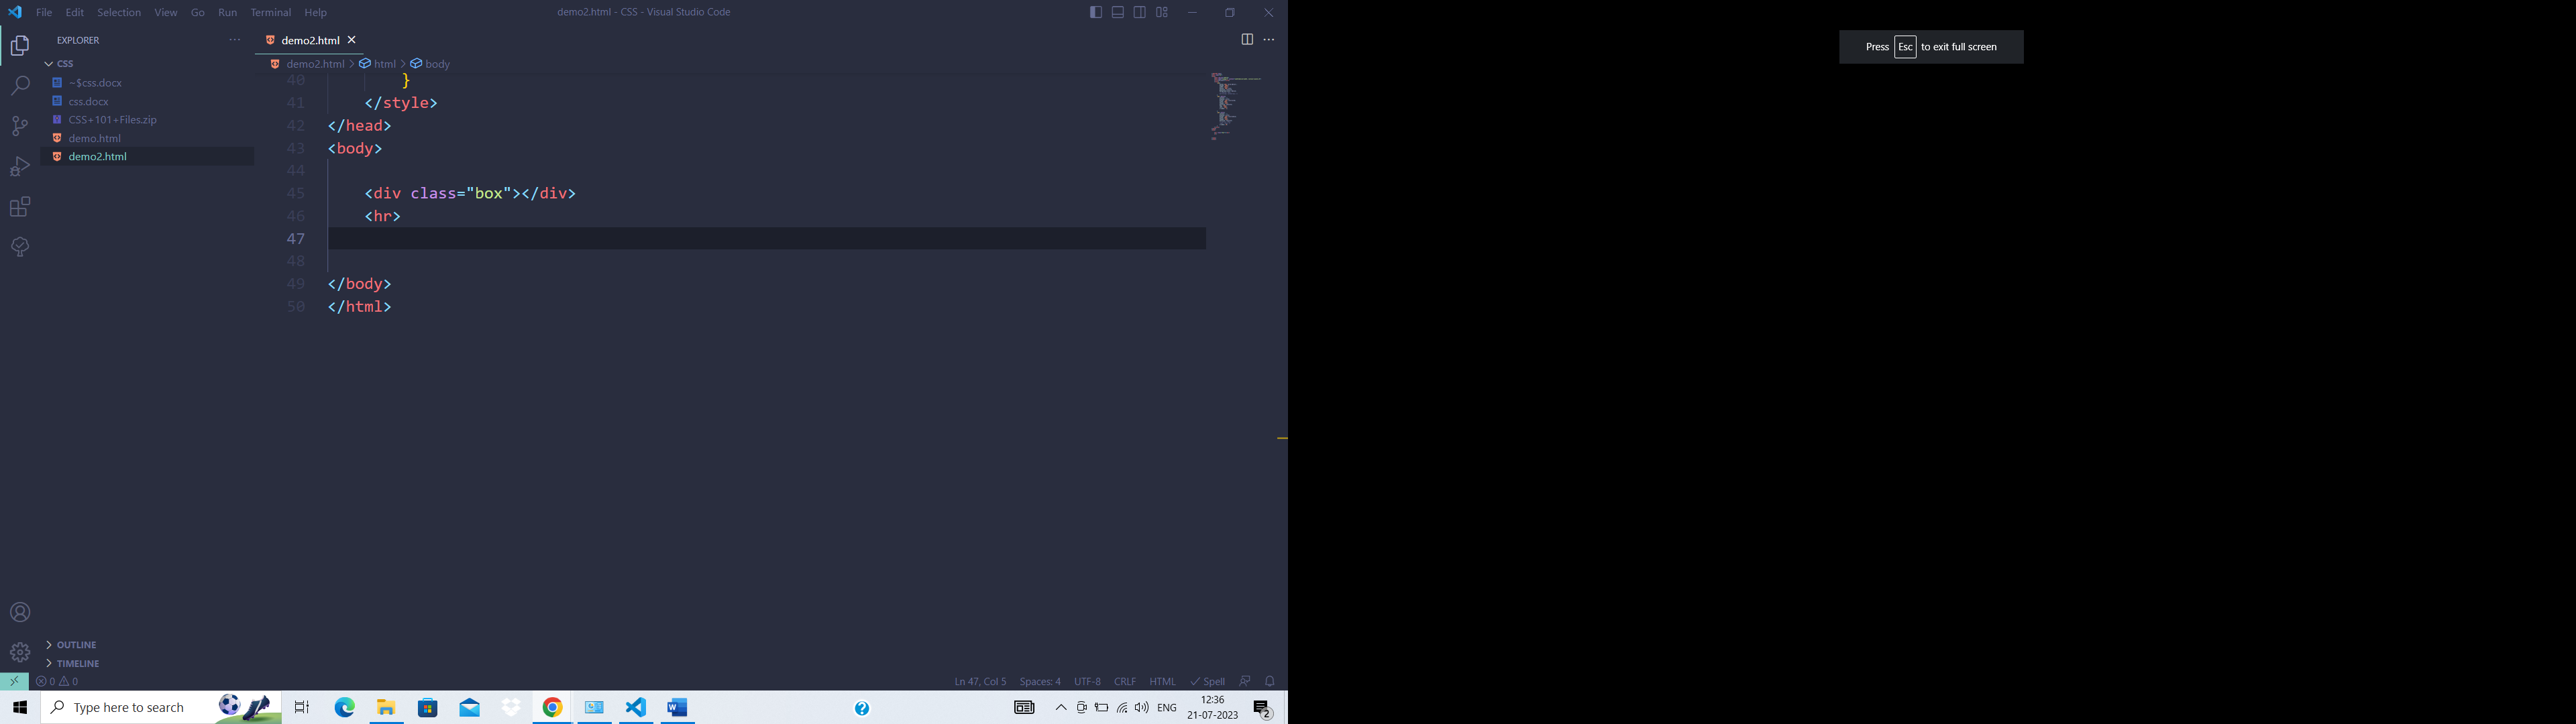 File Edit Selection View Go Run Terminal Help
demo2.html - CSS - Visual Studio Code
EXPLORER
CSS
~$css.docx
css.docx
CSS+101+Files.zip
demo.html
demo2.html
OUTLINE
TIMELINE
demo2.html
demo2.html > html > body
40 }
41 </style>
42 </head>
43 <body>
44
45 <div class="box"></div>
46 <hr>
47
48
49 </body>
50 </html>
0 0
Ln 47, Col 5 Spaces: 4 UTF-8 CRLF HTML Spell
Type here to search
ENG
12:36
21-07-2023
2
Press Esc to exit full screen